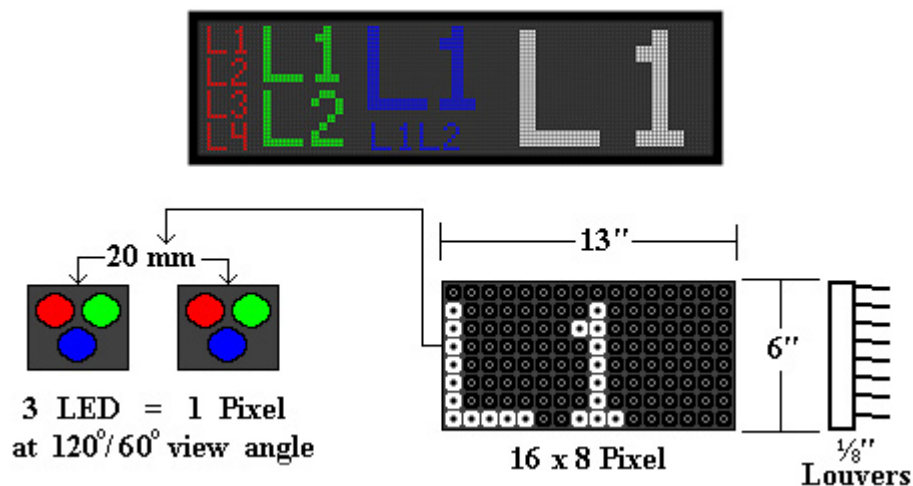 L1
L2
L3
L4
L1
L2
L1
L1L2
L1
20 mm
3 LED = 1 Pixel
at 120°/60° view angle
13"
L1
6"
16 x 8 Pixel
⅛"
Louvers